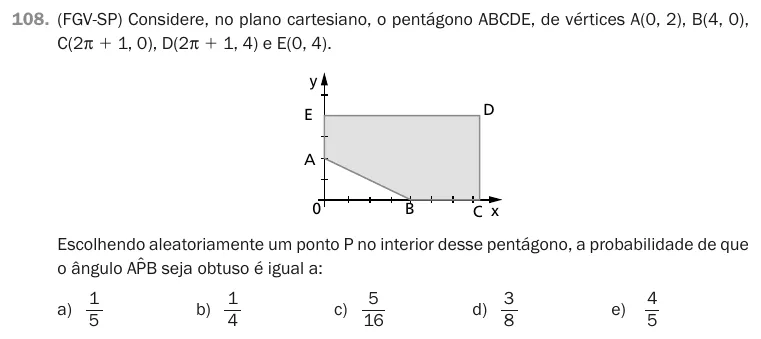 108. (FGV-SP) Considere, no plano cartesiano, o pentágono ABCDE, de vértices A(0, 2), B(4, 0),
C(2π + 1, 0), D(2π + 1, 4) e E(0, 4).
y
E
D
A
0
B
C
x
Escolhendo aleatoriamente um ponto P no interior desse pentágono, a probabilidade de que
o ângulo AP̂B seja obtuso é igual a:
a) 1/5 b) 1/4 c) 5/16 d) 3/8 e) 4/5